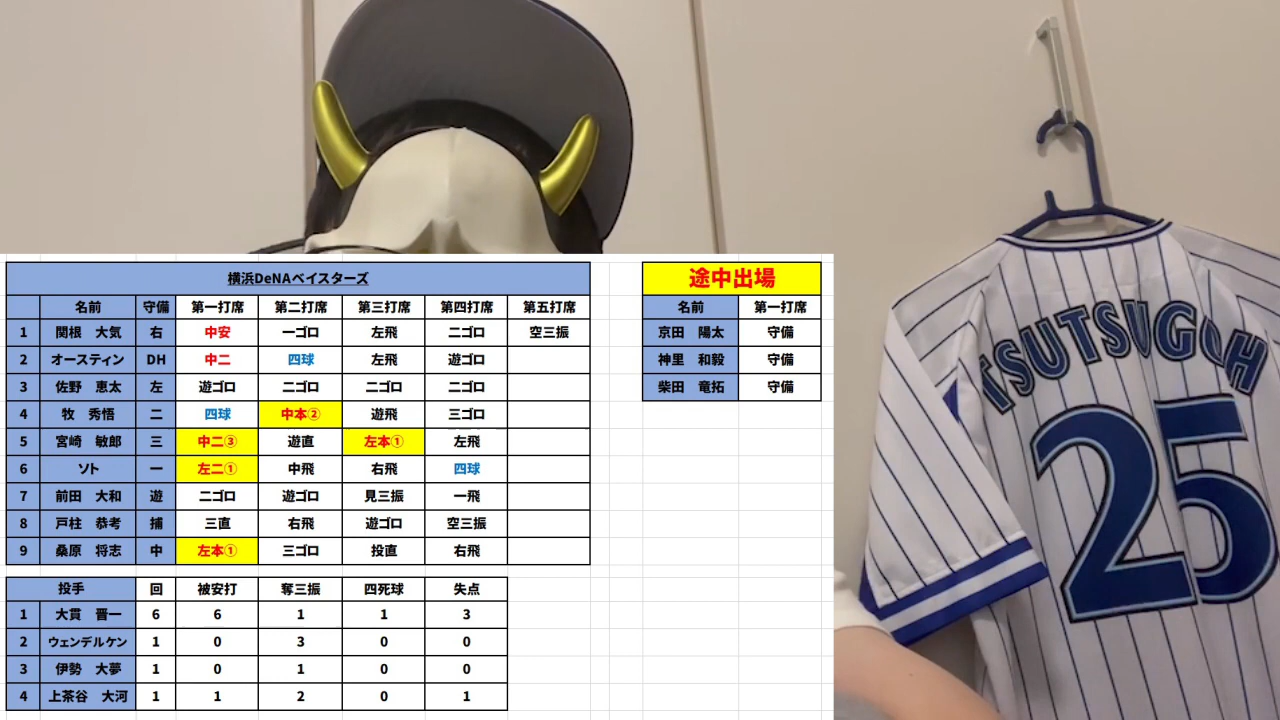 横浜DeNAベイスターズ
名前 守備 第一打席 第二打席 第三打席 第四打席 第五打席
1 関根 大気 右 中安 一ゴロ 左飛 二ゴロ 空三振
2 オースティン DH 中二 四球 左飛 遊ゴロ
3 佐野 恵太 左 遊ゴロ 二ゴロ 二ゴロ 二ゴロ
4 牧 秀悟 二 四球 中本② 遊飛 三ゴロ
5 宮崎 敏郎 三 中二③ 遊直 左本① 左飛
6 ソト 一 左二① 中飛 右飛 四球
7 前田 大和 遊 二ゴロ 遊ゴロ 見三振 一飛
8 戸柱 恭考 捕 三直 右飛 遊ゴロ 空三振
9 桑原 将志 中 左本① 三ゴロ 投直 右飛
投手 回 被安打 奪三振 四死球 失点
1 大貫 晋一 6 6 1 1 3
2 ウェンデルケン 1 0 3 0 0
3 伊勢 大夢 1 0 1 0 0
4 上茶谷 大河 1 1 2 0 1
途中出場
名前 第一打席
京田 陽太 守備
神里 和毅 守備
柴田 竜拓 守備
TSUTSUGOH
25